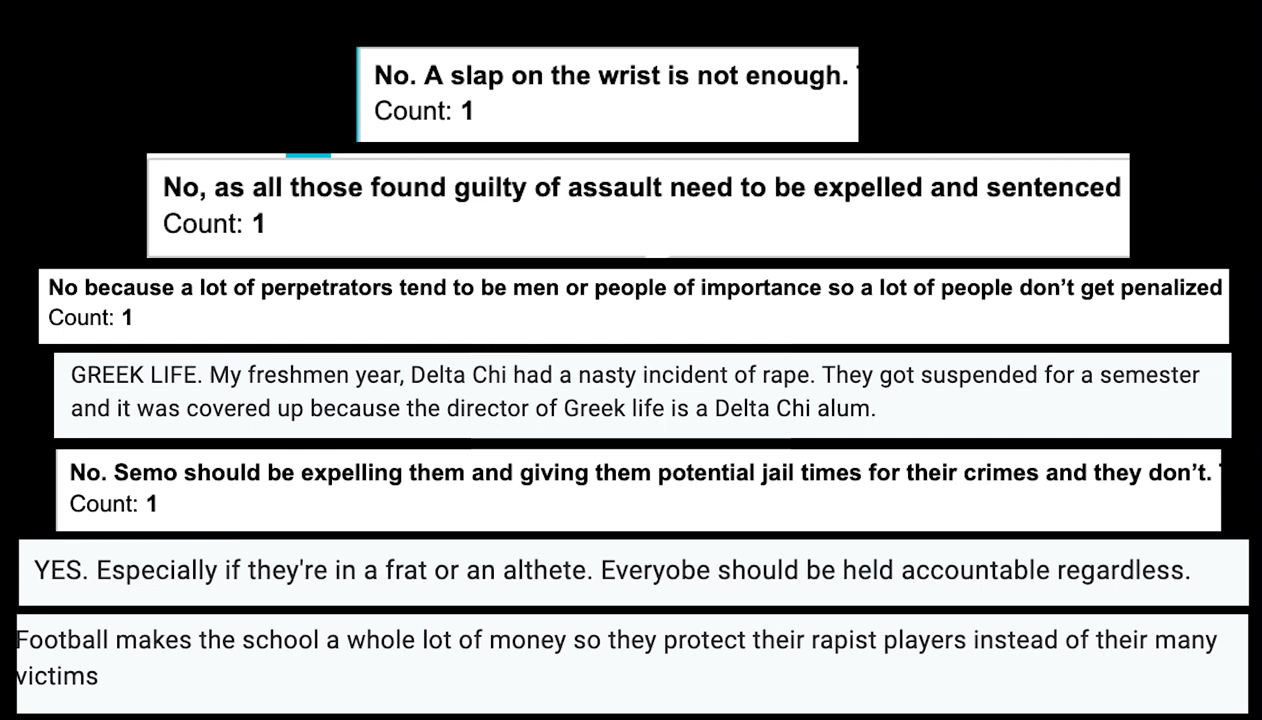 No. A slap on the wrist is not enough.
Count: 1
No, as all those found guilty of assault need to be expelled and sentenced
Count: 1
No because a lot of perpetrators tend to be men or people of importance so a lot of people don’t get penalized
Count: 1
GREEK LIFE. My freshmen year, Delta Chi had a nasty incident of rape. They got suspended for a semester
and it was covered up because the director of Greek life is a Delta Chi alum.
No. Semo should be expelling them and giving them potential jail times for their crimes and they don’t.
Count: 1
YES. Especially if they're in a frat or an althete. Everyobe should be held accountable regardless.
Football makes the school a whole lot of money so they protect their rapist players instead of their many
victims